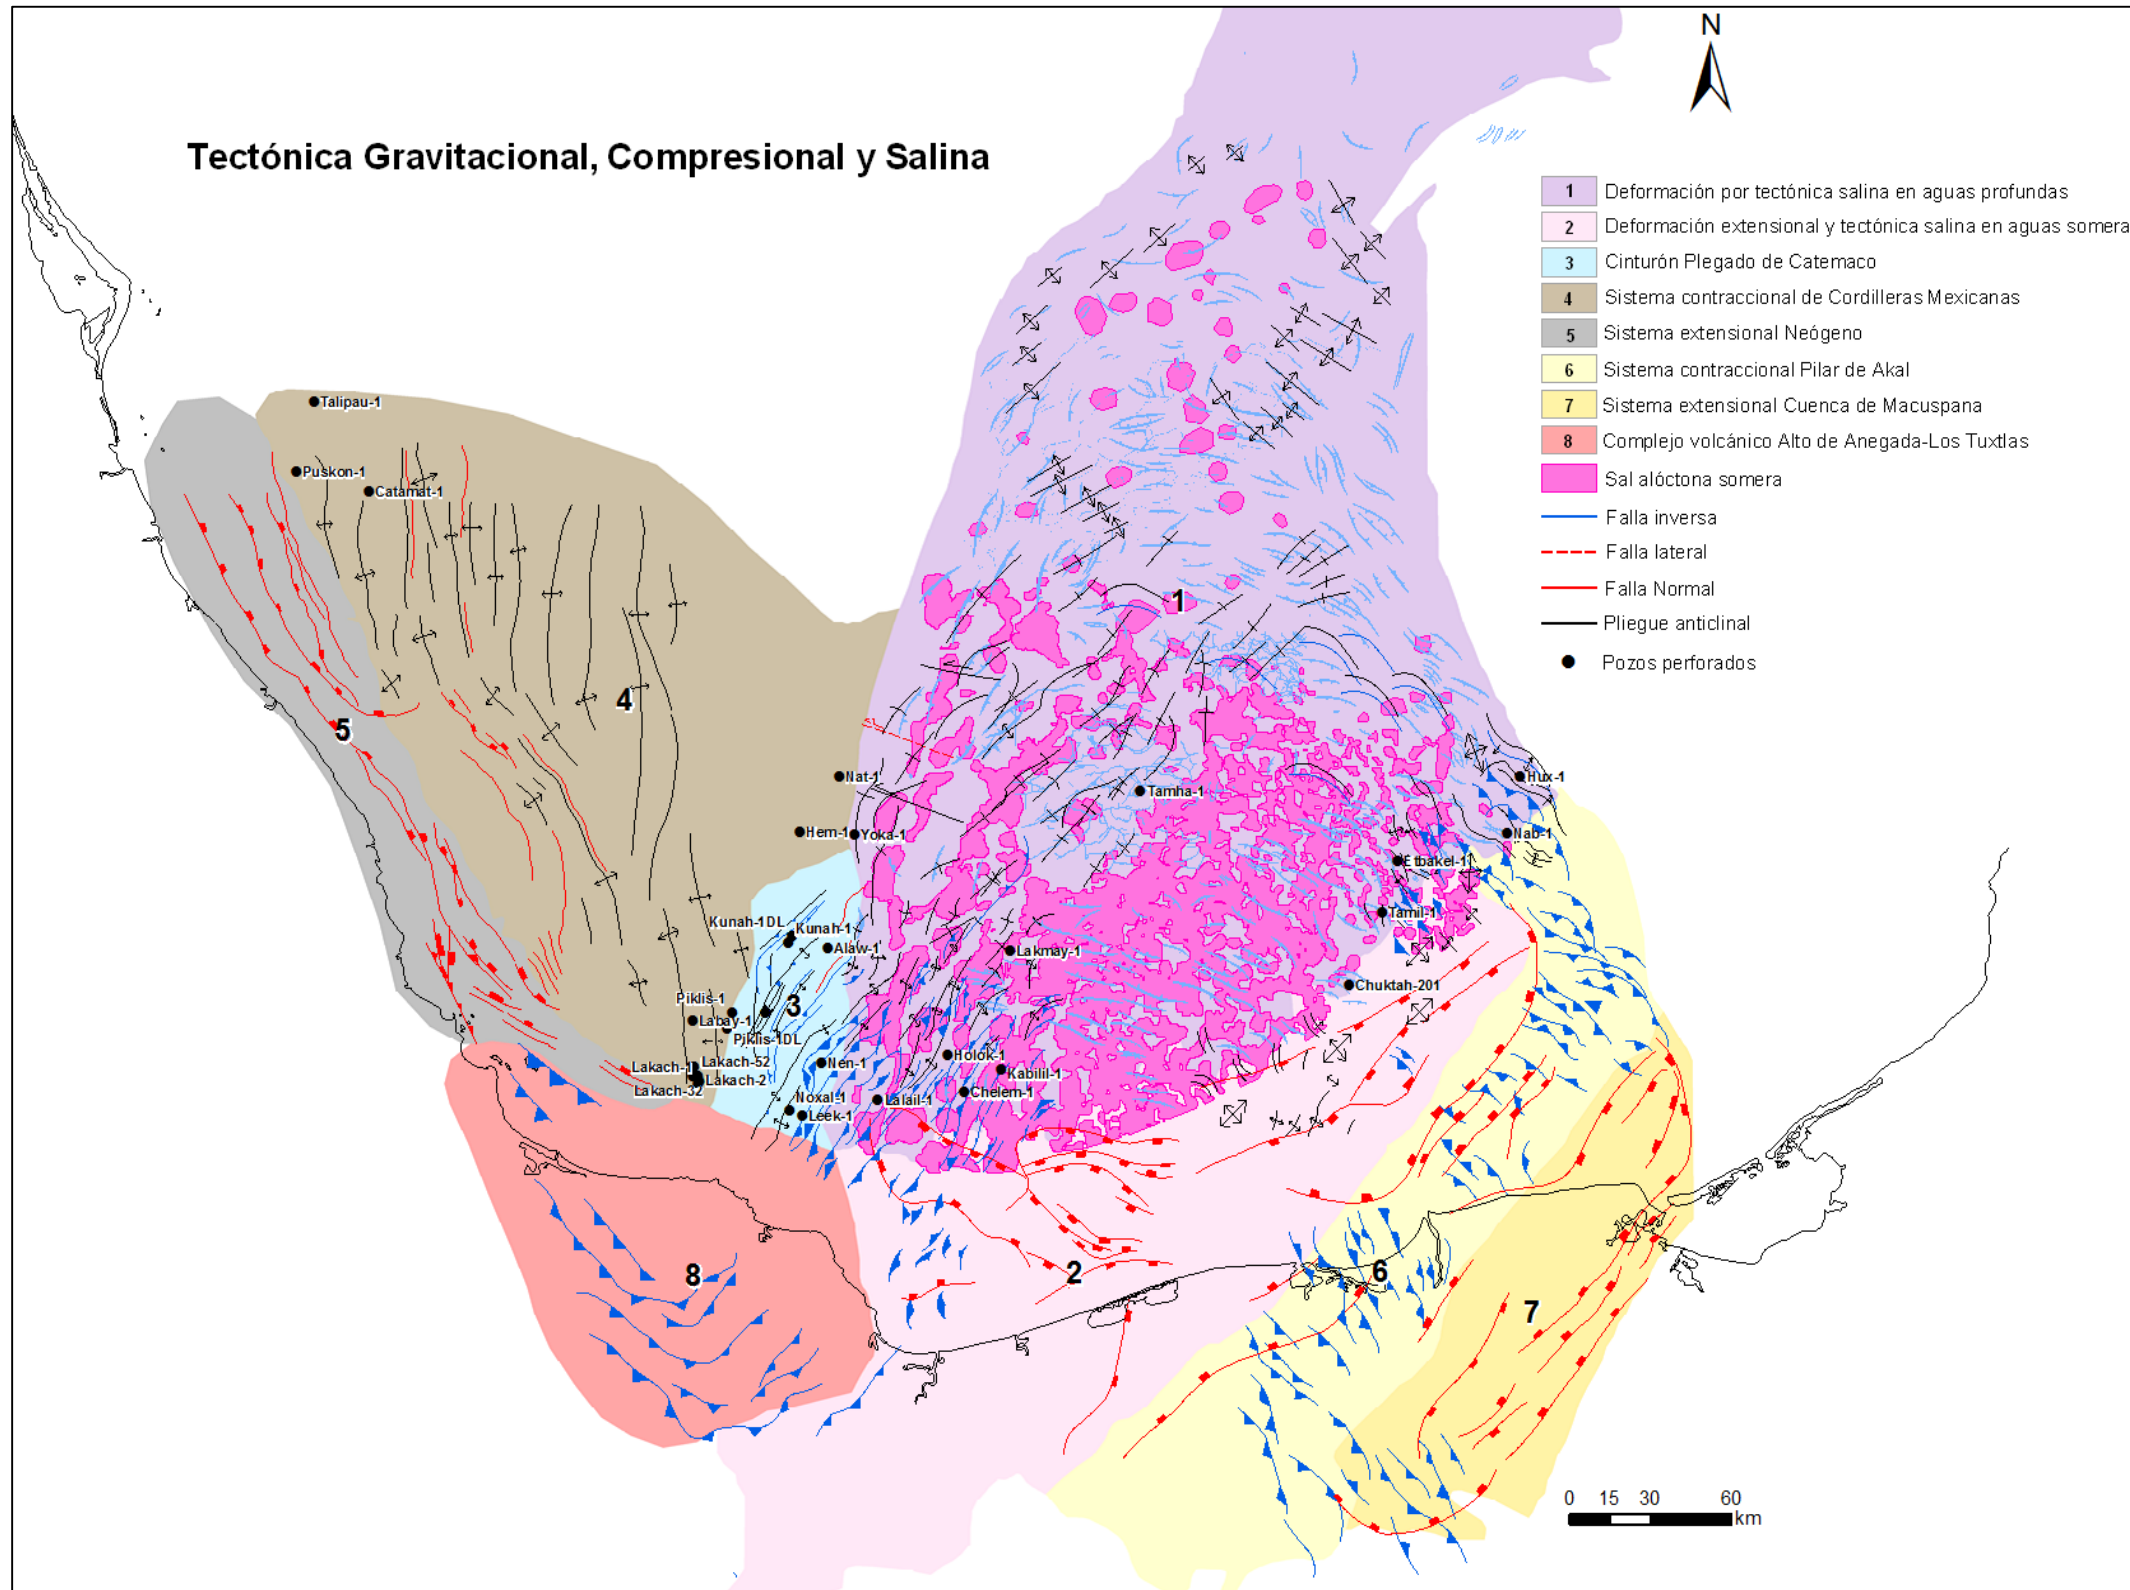 N
Tectónica Gravitacional, Compresional y Salina
1 Deformación por tectónica salina en aguas profundas
2 Deformación extensional y tectónica salina en aguas somera
3 Cinturón Plegado de Catemaco
4 Sistema contraccional de Cordilleras Mexicanas
5 Sistema extensional Neógeno
6 Sistema contraccional Pilar de Akal
7 Sistema extensional Cuenca de Macuspana
8 Complejo volcánico Alto de Anegada-Los Tuxtlas
Sal alóctona somera
Falla inversa
Falla lateral
Falla Normal
Pliegue anticlinal
Pozos perforados
Talipau-1
Puskon-1
Catamat-1
1
4
5
Nat-1
Hux-1
Tamha-1
Hem-1
Yoka-1
Nab-1
Etbakel-1
Tamil-1
Kunah-1DL
Kunah-1
Alaw-1
Lakmay-1
Chuktah-201
Piklis-1
3
Labay-1
Piklis-1DL
Holok-1
Lakach-1
Lakach-52
Nen-1
Kabilil-1
Lakach-2
Lakach-32
Chelem-1
Noxal-1
Lalail-1
Leek-1
8
2
6
7
0 15 30 60
km